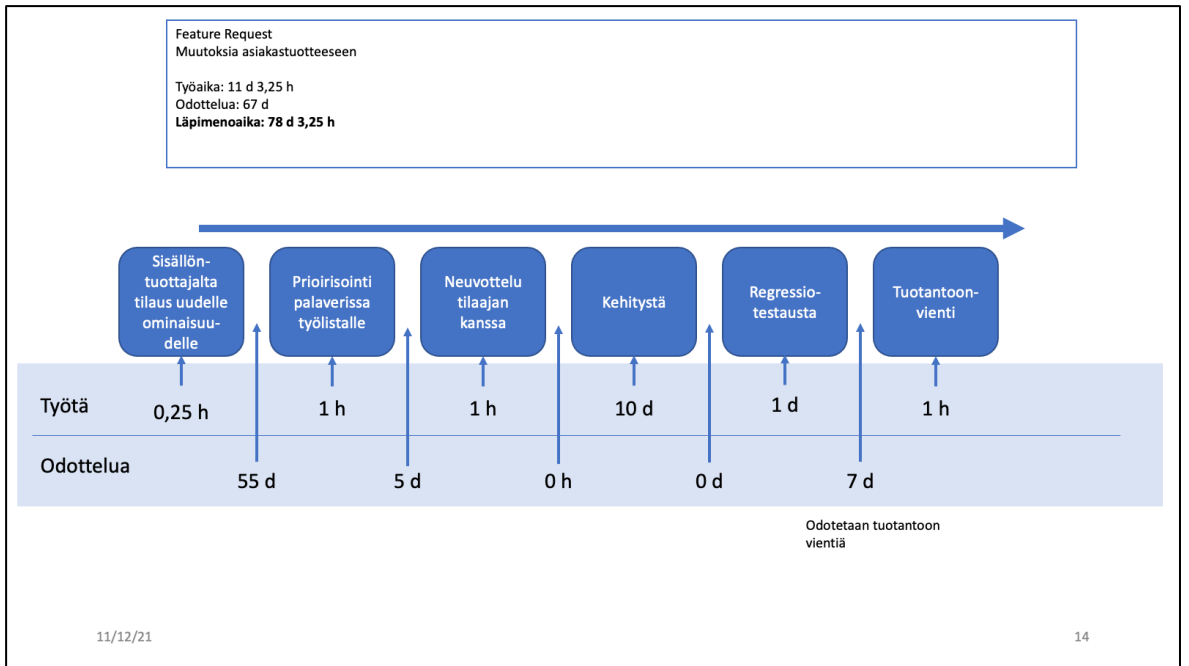 Feature Request
Muutoksia asiakastuotteeseen
Työaika: 11 d 3,25 h
Odottelua: 67 d
Läpimenoaika: 78 d 3,25 h
Sisällön-
tuottajalta
tilaus uudelle
ominaisuu-
delle
Prioirisointi
palaverissa
työlistalle
Neuvottelu
tilaajan
kanssa
Kehitystä
Regressio-
testausta
Tuotantoon-
vienti
Työtä
0,25 h
1 h
1 h
10 d
1 d
1 h
Odottelua
55 d
5 d
0 h
0 d
7 d
Odotetaan tuotantoon
vientiä
11/12/21
14